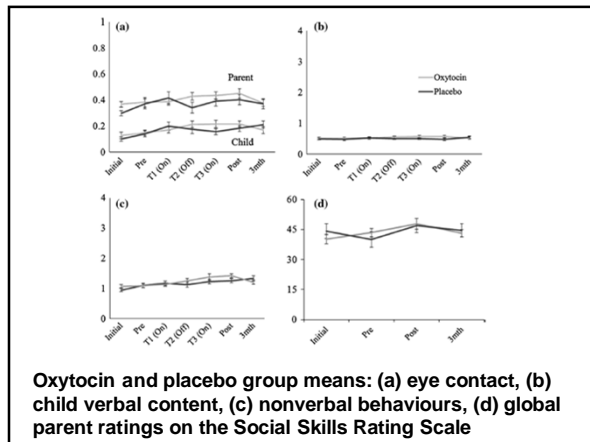 (a)
1
0.8
0.6
0.4
0.2
0
Parent
Child
Initial
Pre
T1 (On)
T2 (Off)
T3 (On)
Post
3mth
(b)
4
3
2
1
0
Oxytocin
Placebo
Initial
Pre
T1 (On)
T2 (Off)
T3 (On)
Post
3mth
(c)
4
3
2
1
0
Initial
Pre
T1 (On)
T2 (Off)
T3 (On)
Post
3mth
(d)
60
45
30
15
0
Initial
Pre
Post
3mth
Oxytocin and placebo group means: (a) eye contact, (b)
child verbal content, (c) nonverbal behaviours, (d) global
parent ratings on the Social Skills Rating Scale